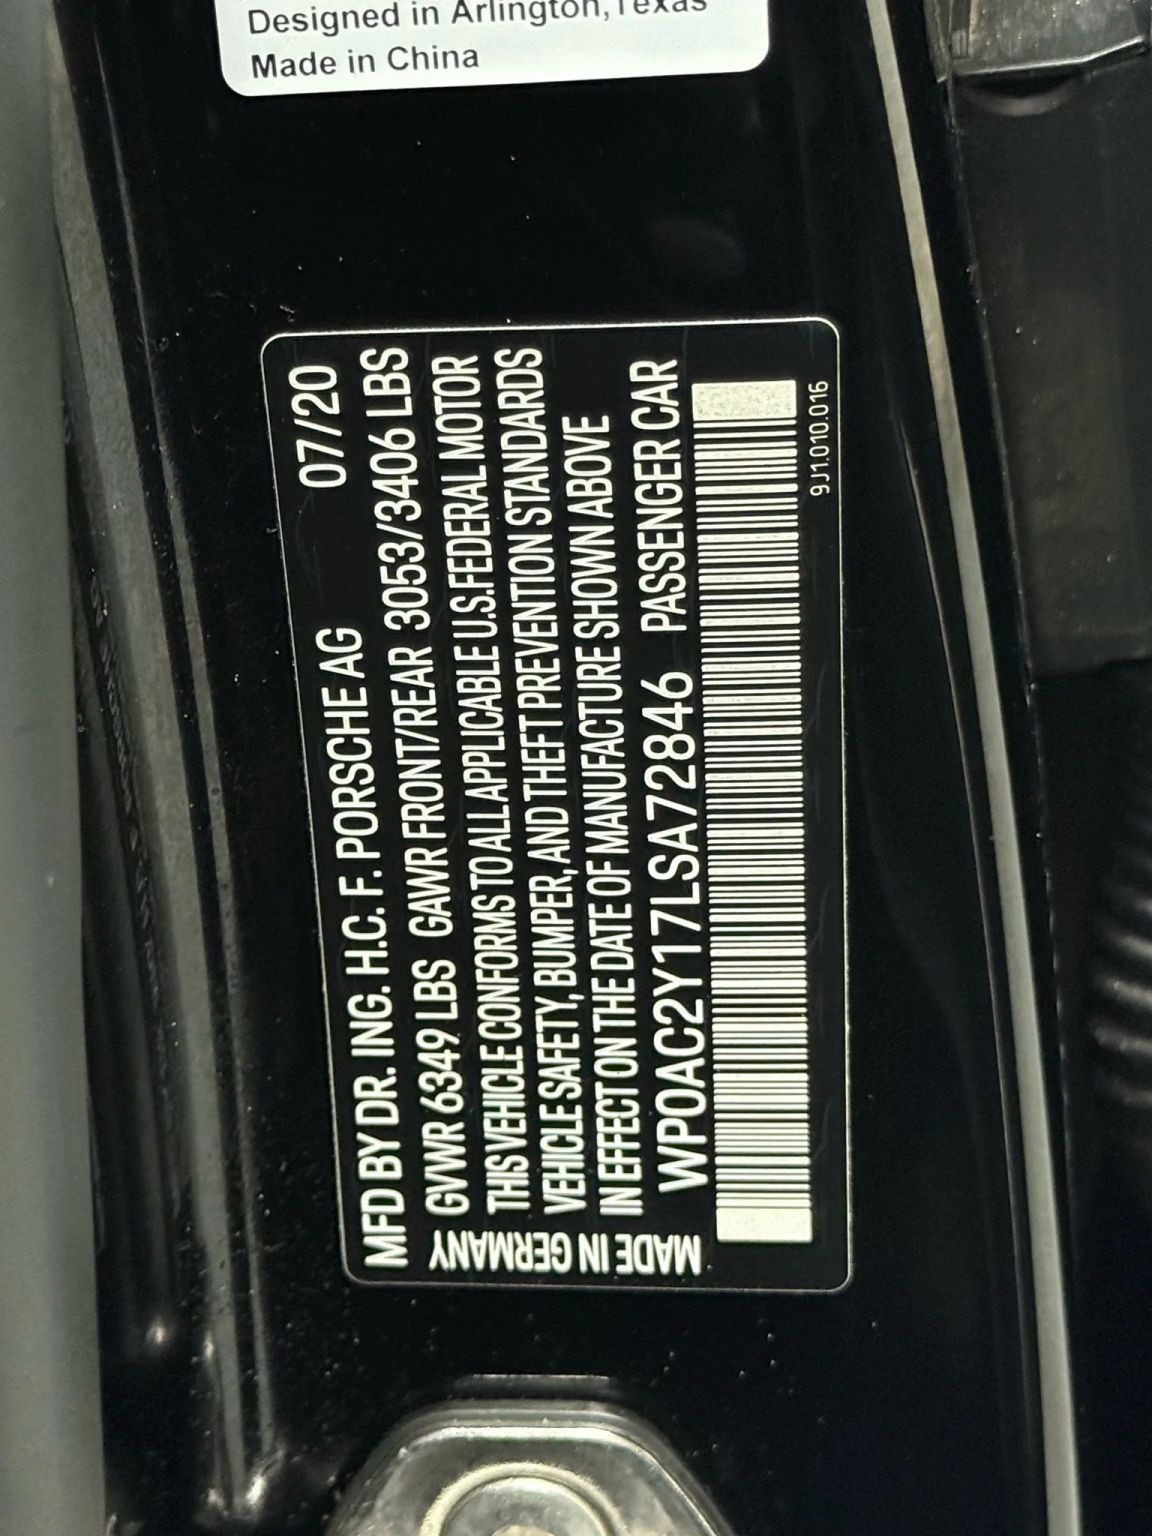 Designed in Arlington, Texas
Made in China
MFD BY DR. ING. H.C. F. PORSCHE AG 07/20
GVWR 6349 LBS GAWR FRONT/REAR 3053/3406 LBS
THIS VEHICLE CONFORMS TO ALL APPLICABLE U.S. FEDERAL MOTOR
VEHICLE SAFETY, BUMPER, AND THEFT PREVENTION STANDARDS
IN EFFECT ON THE DATE OF MANUFACTURE SHOWN ABOVE
WP0AC2Y17LSA72846 PASSENGER CAR
MADE IN GERMANY
9J1.010.016